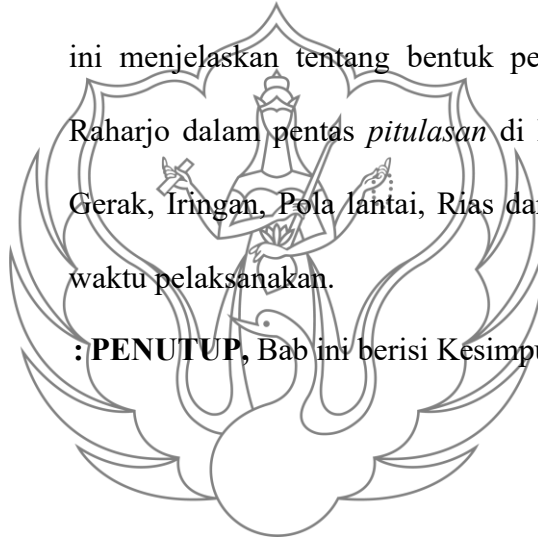 ini menjelaskan tentang bentuk pe
Raharjo dalam pentas pitulasan di
Gerak, Iringan, Pola lantai, Rias da
waktu pelaksanakan.
: PENUTUP, Bab ini berisi Kesimpu